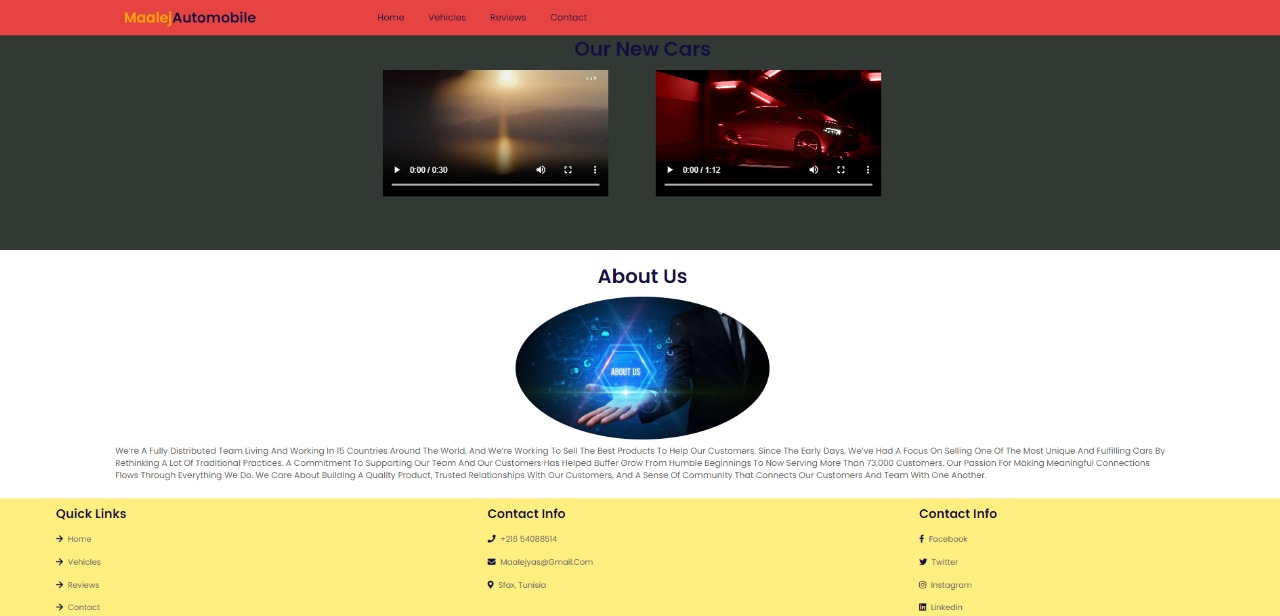 MaalejAutomobile Home Vehicles Reviews Contact
Our New Cars
0:00 / 0:30
0:00 / 1:12
About Us
ABOUT US
We're A Fully Distributed Team Living And Working In 15 Countries Around The World. And We're Working To Sell The Best Products To Help Our Customers. Since The Early Days, We've Had A Focus On Selling One Of The Most Unique And Fulfilling Cars By
Rethinking A Lot Of Traditional Practices. A Commitment To Supporting Our Team And Our Customers Has Helped Buffer Grow From Humble Beginnings To Now Serving More Than 73,000 Customers. Our Passion For Making Meaningful Connections
Flows Through Everything We Do. We Care About Building A Quality Product, Trusted Relationships With Our Customers, And A Sense Of Community That Connects Our Customers And Team With One Another.
Quick Links
Home
Vehicles
Reviews
Contact
Contact Info
+216 54088514
Maalejyas@Gmail.Com
Sfax, Tunisia
Contact Info
Facebook
Twitter
Instagram
Linkedin